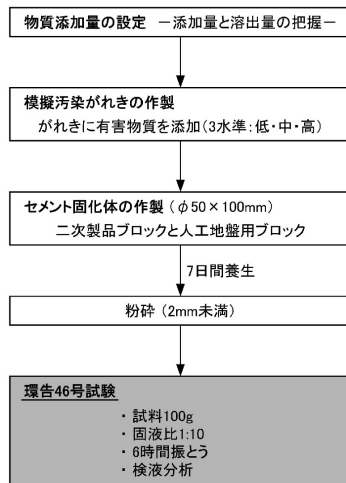 物質添加量の設定 －添加量と溶出量の把握－
模擬汚染がれきの作製
がれきに有害物質を添加(3水準:低・中・高)
セメント固化体の作製(φ50×100mm)
二次製品ブロックと人工地盤用ブロック
7日間養生
粉砕(2mm未満)
環告46号試験
・試料100g
・固液比1:10
・6時間振とう
・検液分析